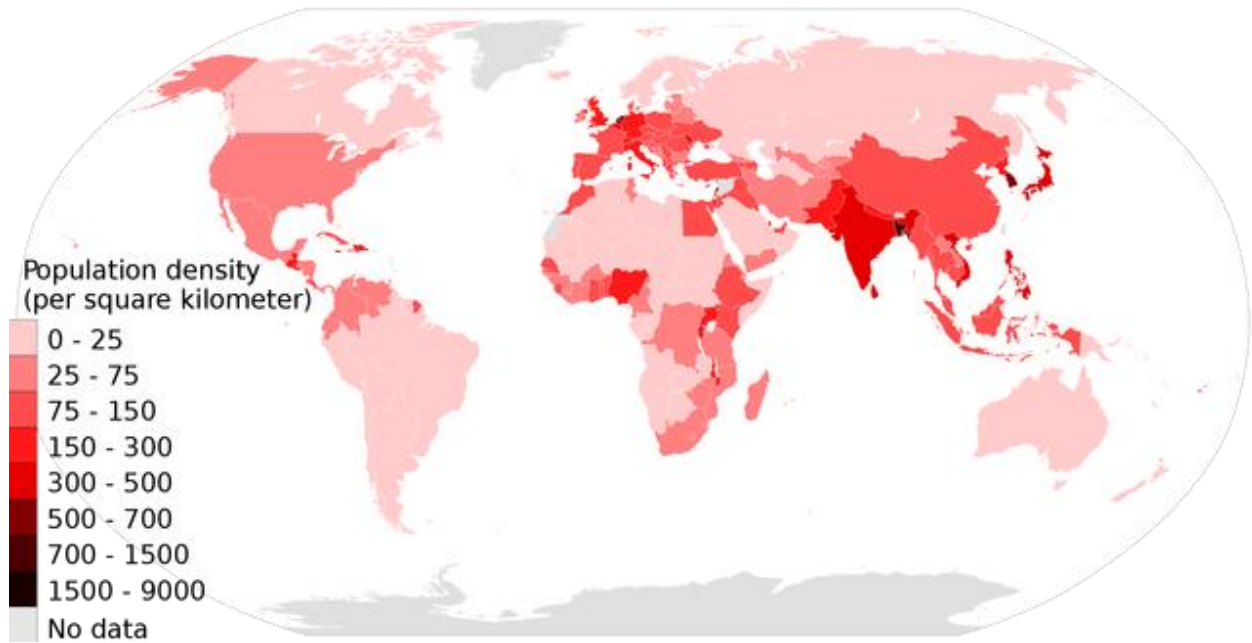 Population density
(per square kilometer)
0 - 25
25 - 75
75 - 150
150 - 300
300 - 500
500 - 700
700 - 1500
1500 - 9000
No data